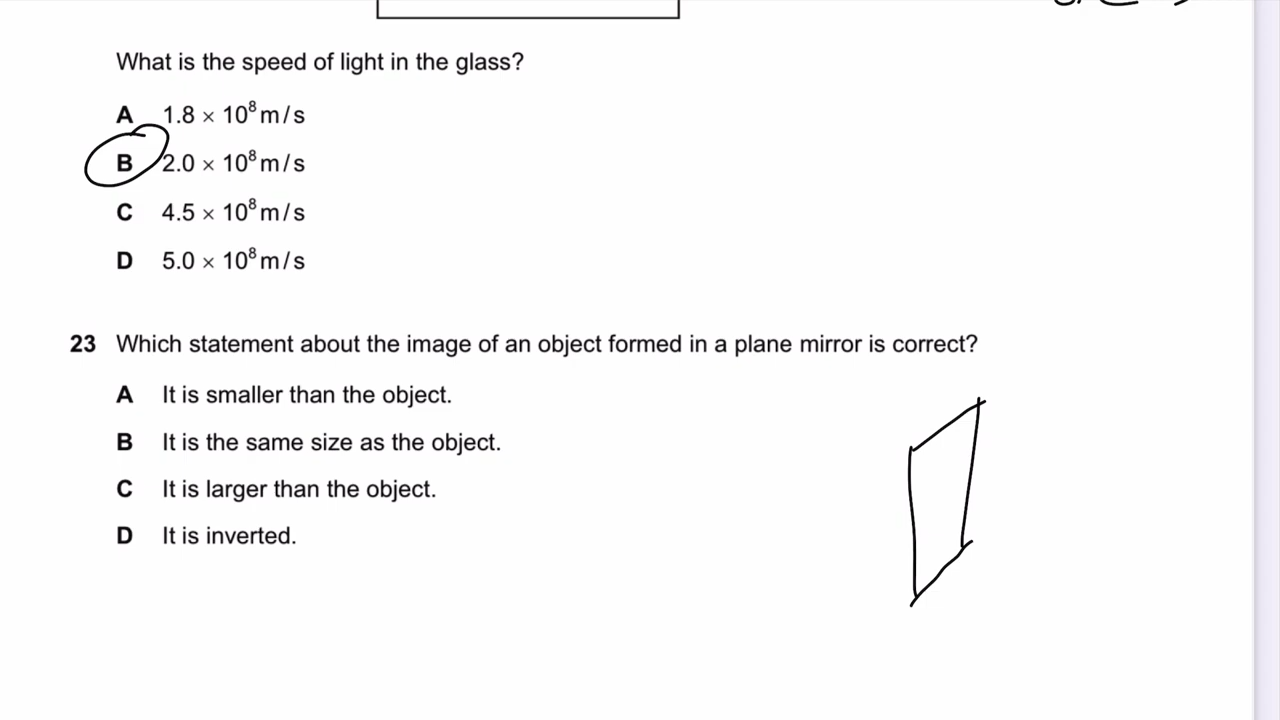 What is the speed of light in the glass?
A 1.8 × 10⁸ m / s
B 2.0 × 10⁸ m / s
C 4.5 × 10⁸ m / s
D 5.0 × 10⁸ m / s
23 Which statement about the image of an object formed in a plane mirror is correct?
A It is smaller than the object.
B It is the same size as the object.
C It is larger than the object.
D It is inverted.